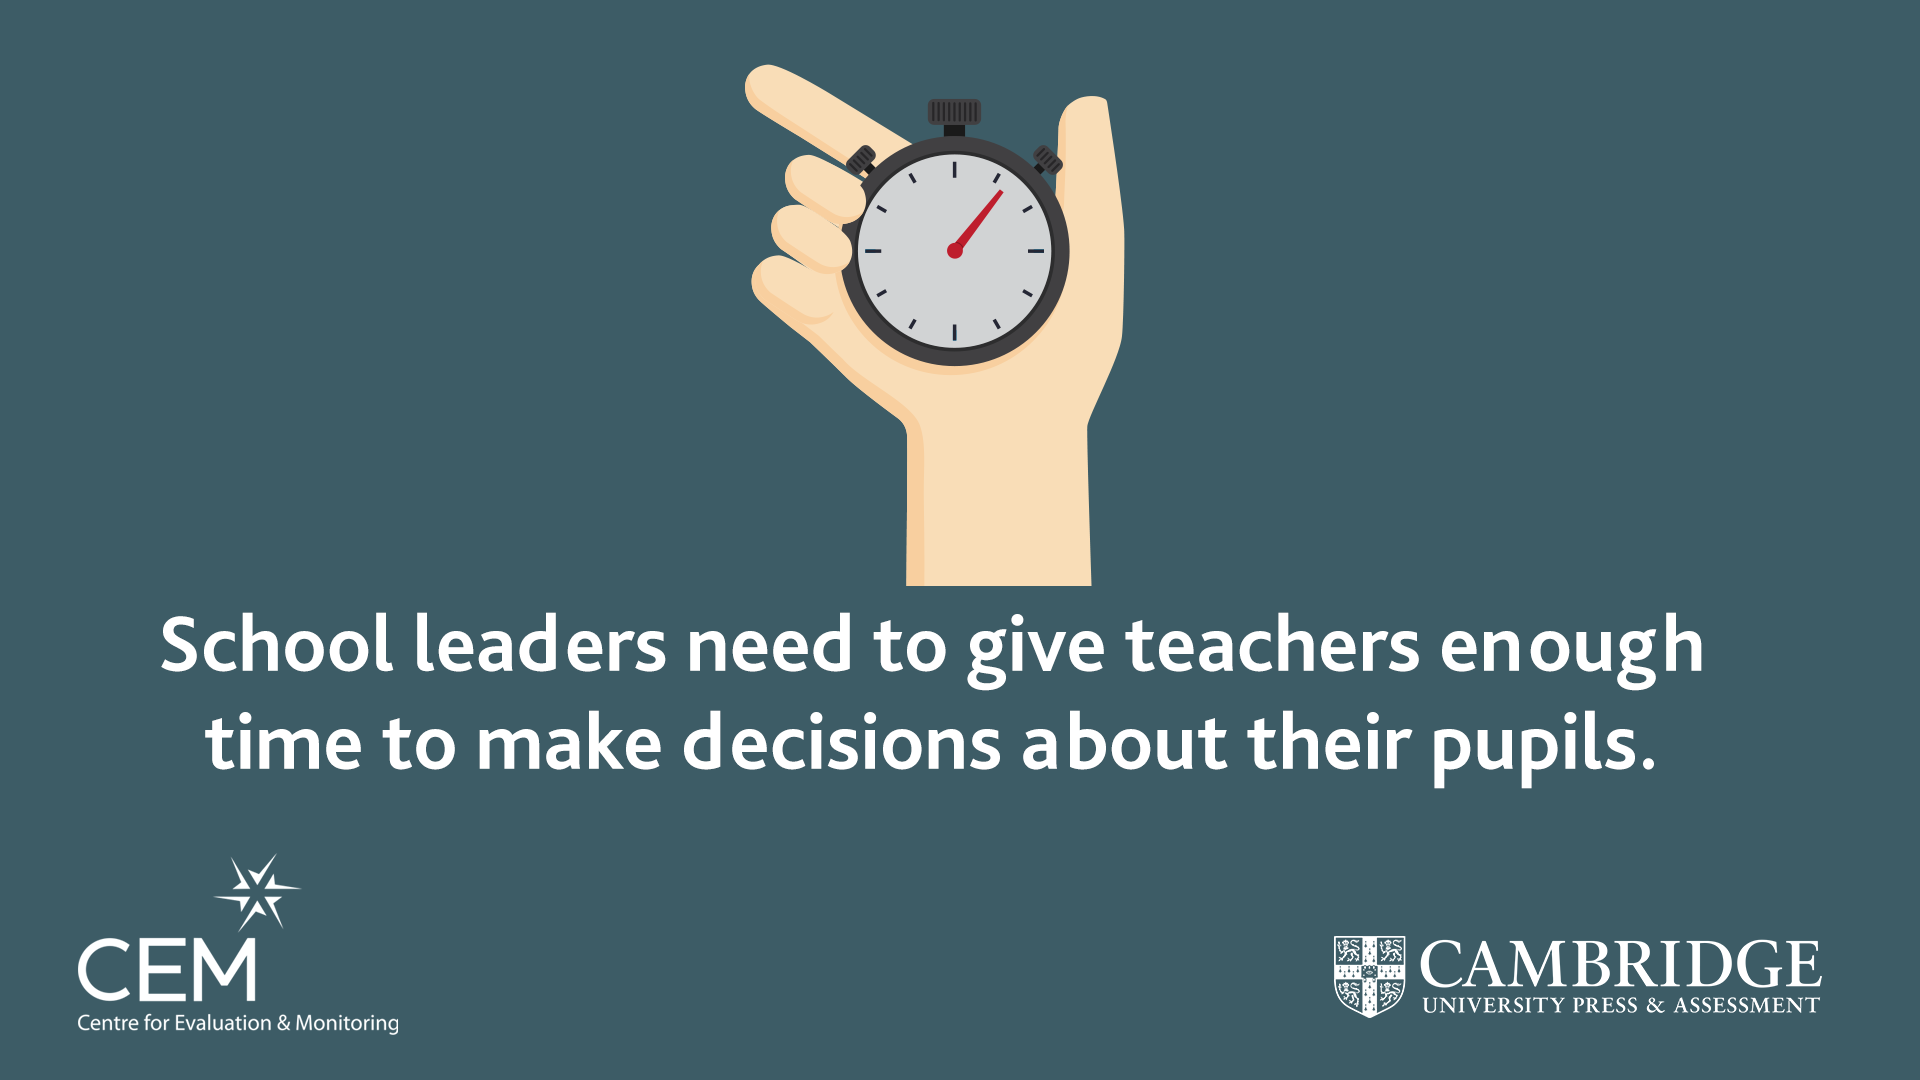 School leaders need to give teachers enough
time to make decisions about their pupils.
CEM
Centre for Evaluation & Monitoring
CAMBRIDGE
UNIVERSITY PRESS & ASSESSMENT